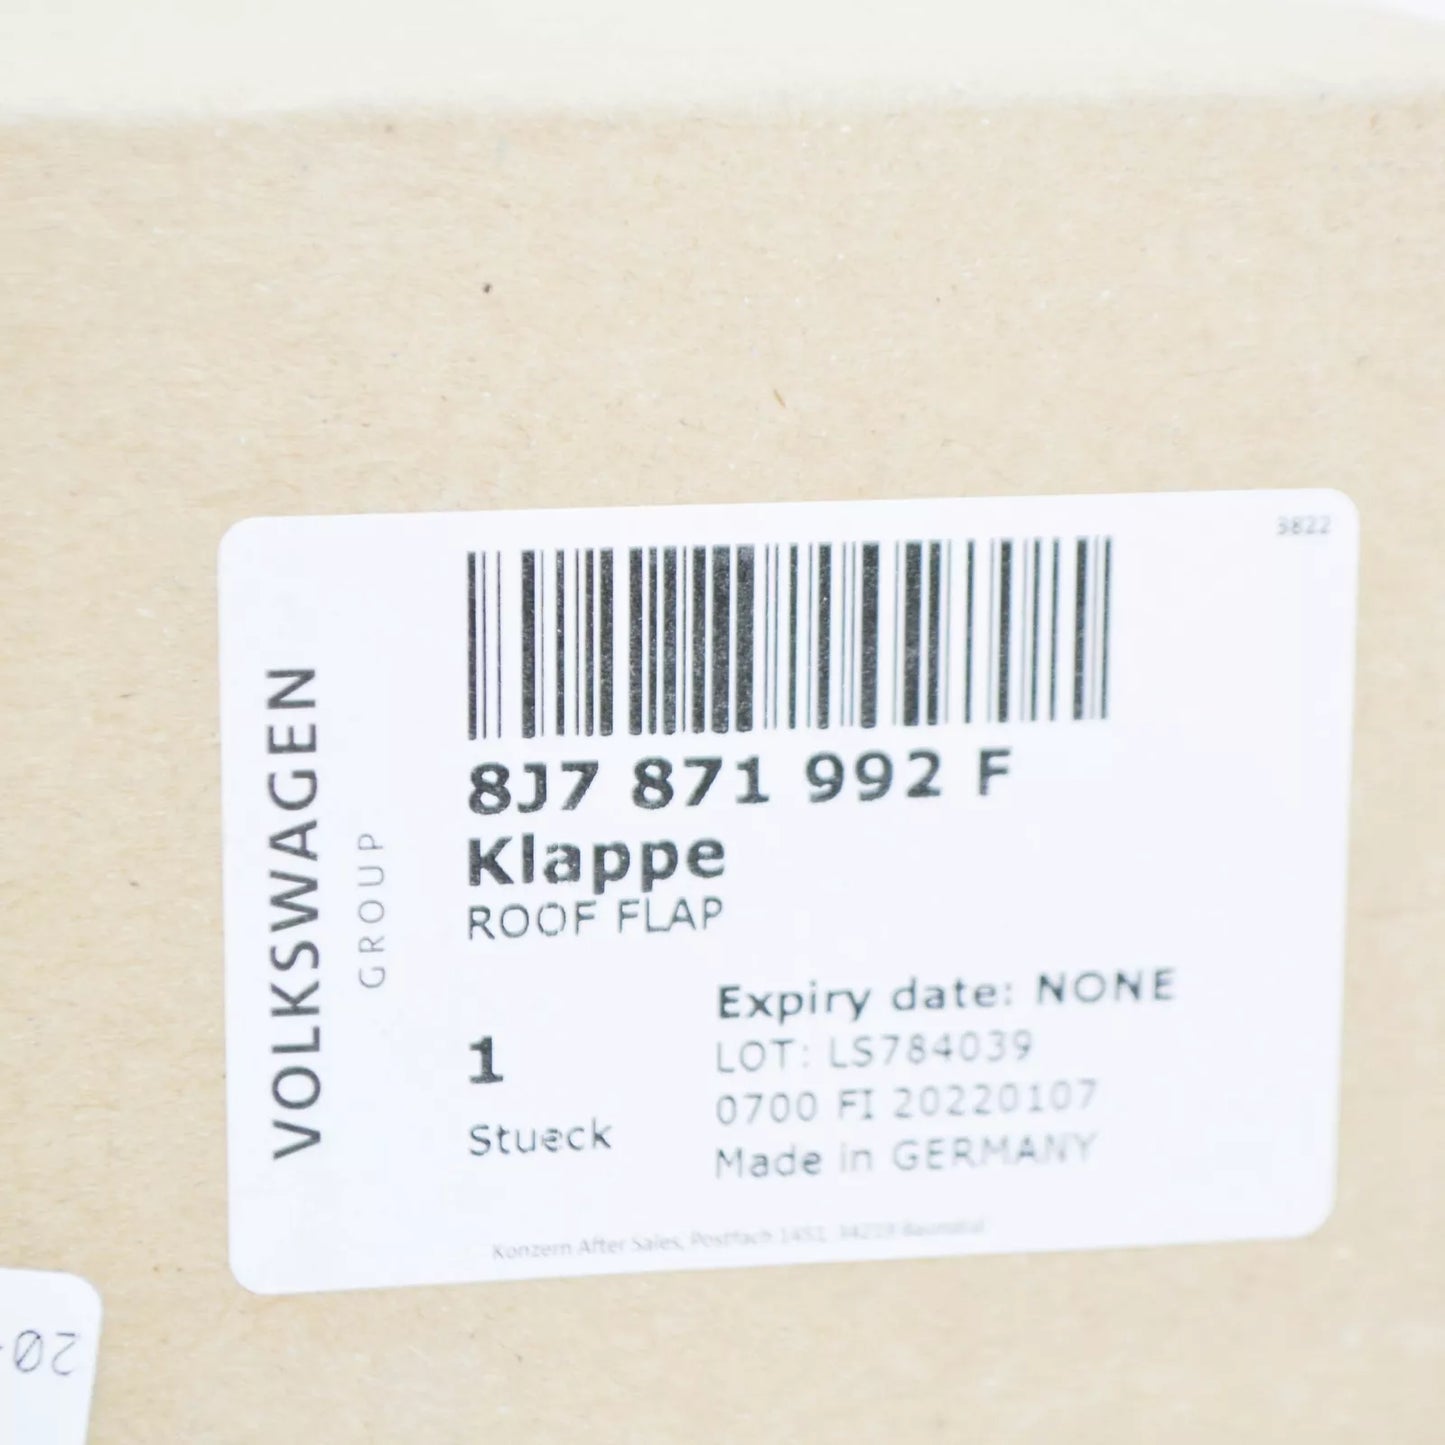 3822
VOLKSWAGEN
GROUP
8J7 871 992 F
Klappe
ROOF FLAP
1
Stueck
Expiry date: NONE
LOT: LS784039
0700 FI 20220107
Made in GERMANY
Konzern After Sales, Postfach 1451, 34219 Baunatal
20-